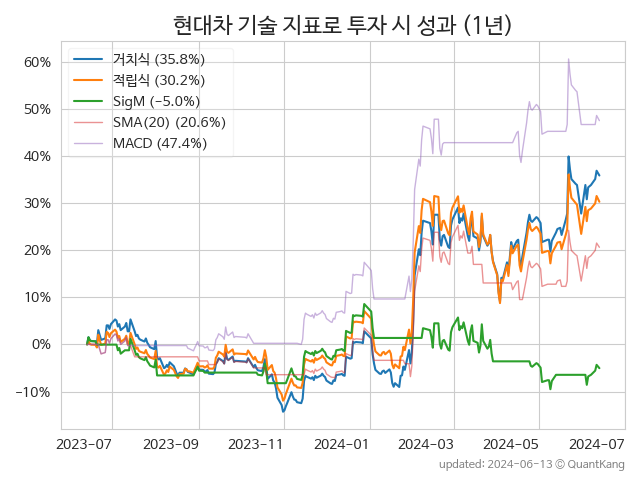 현대차 기술 지표로 투자 시 성과 (1년)
거치식 (35.8%)
적립식 (30.2%)
SigM (−5.0%)
SMA(20) (20.6%)
MACD (47.4%)
60%
50%
40%
30%
20%
10%
0%
−10%
2023-07 2023-09 2023-11 2024-01 2024-03 2024-05 2024-07
updated: 2024-06-13 © QuantKang